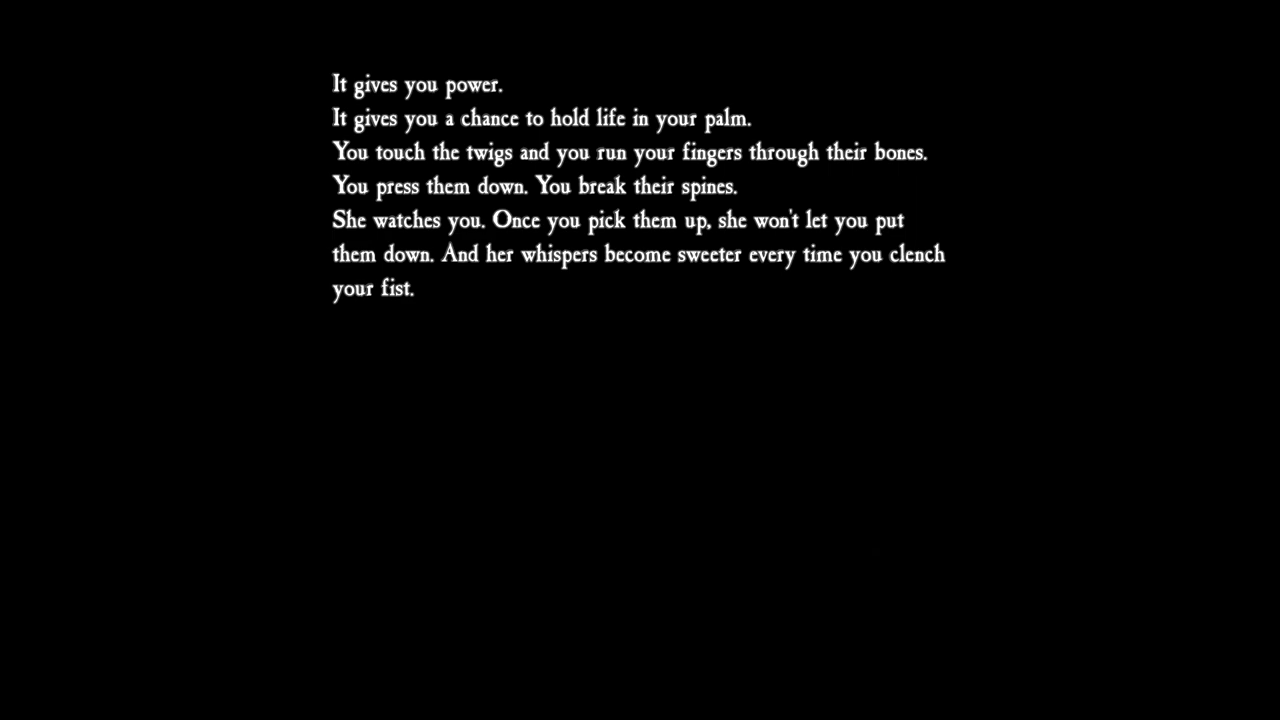 It gives you power.
It gives you a chance to hold life in your palm.
You touch the twigs and you run your fingers through their bones.
You press them down. You break their spines.
She watches you. Once you pick them up, she won't let you put
them down. And her whispers become sweeter every time you clench
your fist.